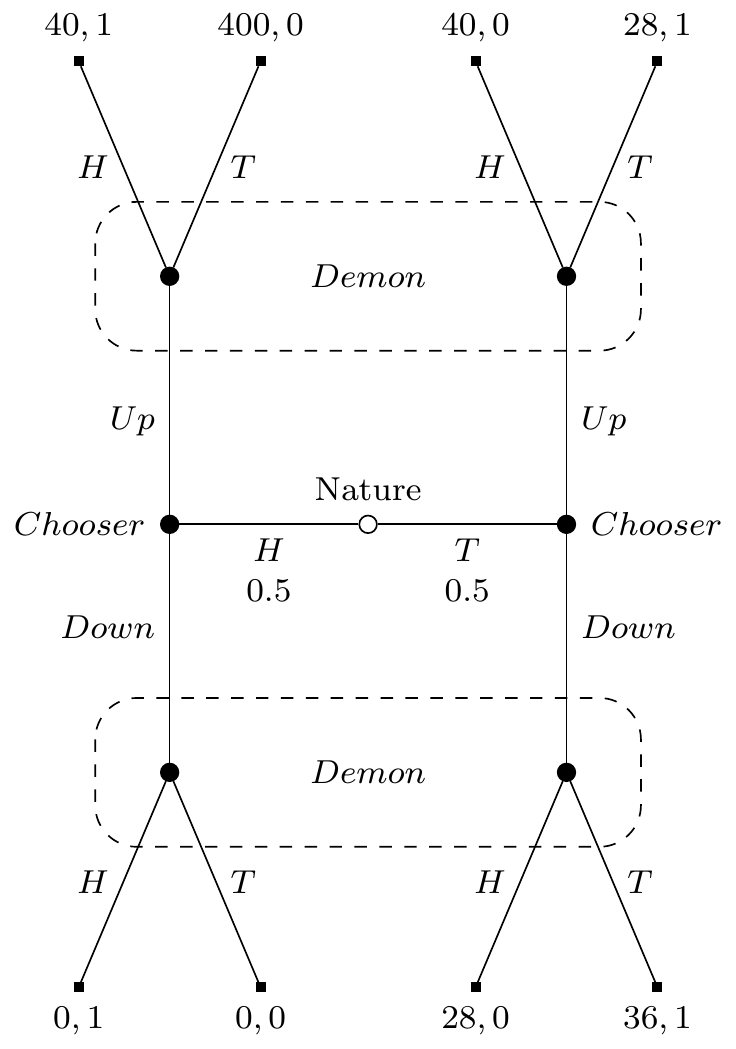 40, 1 400, 0 40, 0 28, 1
H T H T
Demon
Up Up
Nature
Chooser Chooser
H T
0.5 0.5
Down Down
Demon
H T H T
0, 1 0, 0 28, 0 36, 1